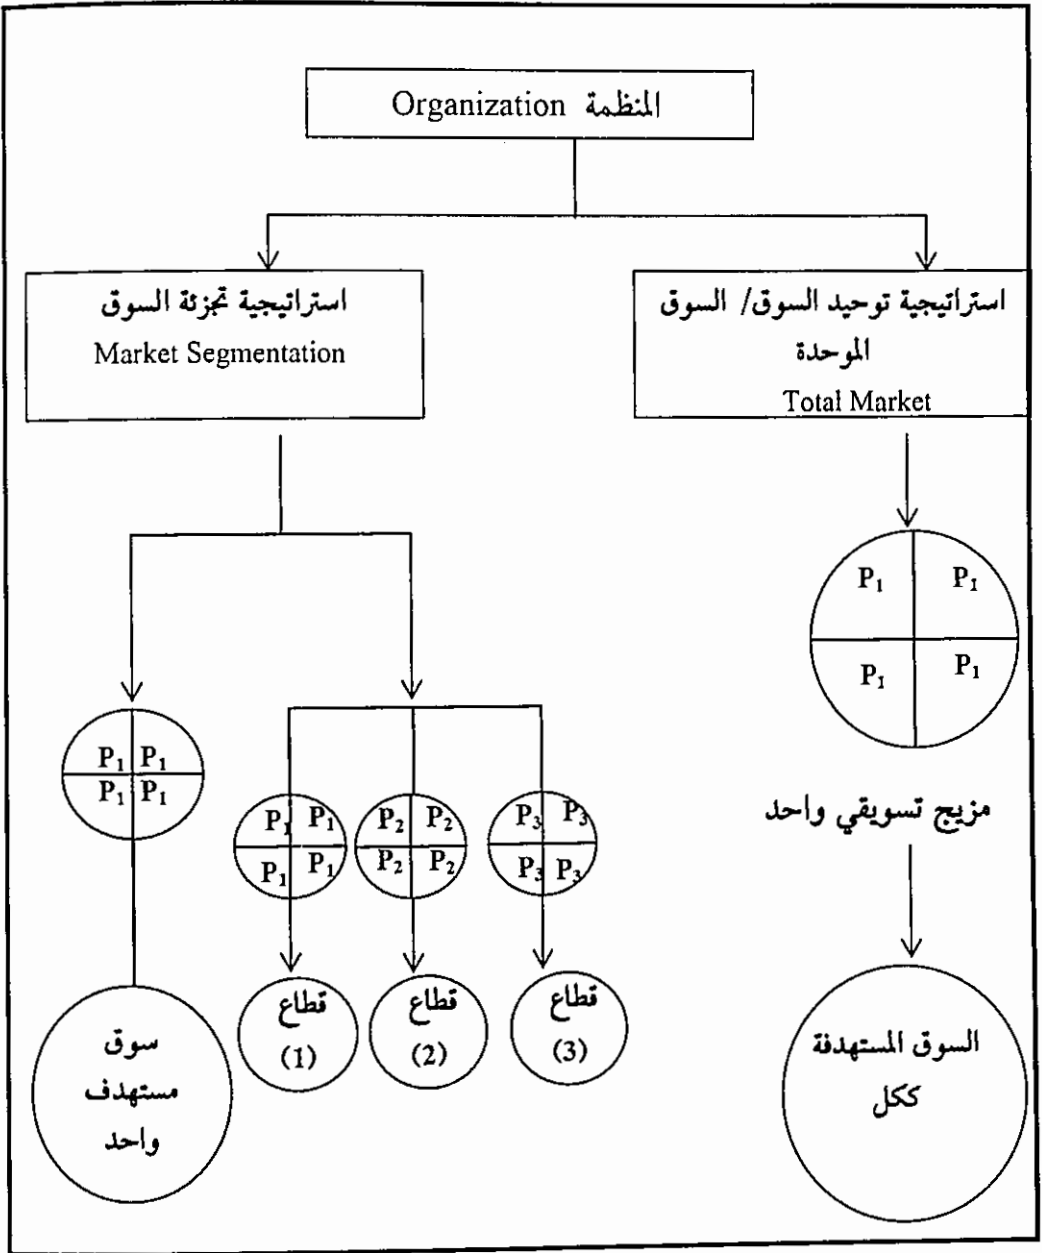 المنظمة Organization
استراتيجية توحيد السوق/ السوق
الموحدة
Total Market
استراتيجية تجزئة السوق
Market Segmentation
P₁ P₁
P₁ P₁
مزيج تسويقي واحد
السوق المستهدفة
ككل
P₁ P₁
P₁ P₁
سوق
مستهدف
واحد
P₁ P₁
P₁ P₁
قطاع
(1)
P₂ P₂
P₂ P₂
قطاع
(2)
P₃ P₃
P₃ P₃
قطاع
(3)